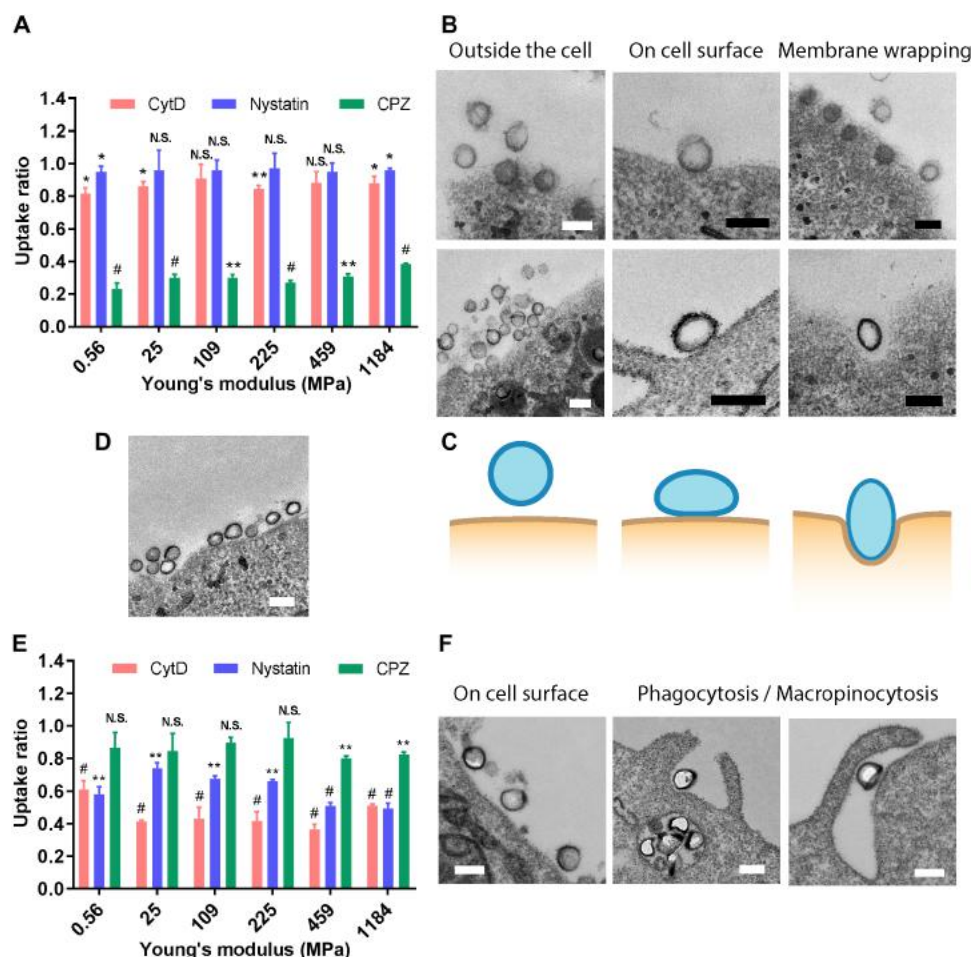 A
CytD Nystatin CPZ
Uptake ratio
1.4
1.2
1.0
0.8
0.6
0.4
0.2
0.0
* * #
* N.S. #
N.S. N.S. **
** N.S. #
N.S. N.S. **
* * #
0.56 25 109 225 459 1184
Young's modulus (MPa)
B
Outside the cell On cell surface Membrane wrapping
D
C
E
CytD Nystatin CPZ
Uptake ratio
1.4
1.2
1.0
0.8
0.6
0.4
0.2
0.0
# ** N.S.
# ** N.S.
# ** N.S.
# ** N.S.
# # **
# # **
0.56 25 109 225 459 1184
Young's modulus (MPa)
F
On cell surface Phagocytosis / Macropinocytosis